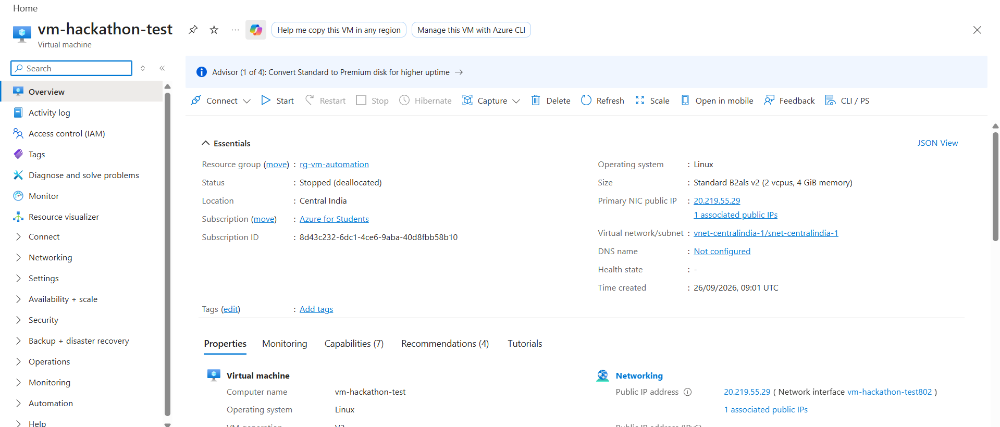 Home
vm-hackathon-test
Virtual machine
Help me copy this VM in any region
Manage this VM with Azure CLI
Search
Overview
Activity log
Access control (IAM)
Tags
Diagnose and solve problems
Monitor
Resource visualizer
Connect
Networking
Settings
Availability + scale
Security
Backup + disaster recovery
Operations
Monitoring
Automation
Help
Advisor (1 of 4): Convert Standard to Premium disk for higher uptime →
Connect Start Restart Stop Hibernate Capture Delete Refresh Scale Open in mobile Feedback CLI / PS
Essentials
JSON View
Resource group (move) : rg-vm-automation
Status : Stopped (deallocated)
Location : Central India
Subscription (move) : Azure for Students
Subscription ID : 8d43c232-6dc1-4ce6-9aba-40d8fbb58b10
Operating system : Linux
Size : Standard B2als v2 (2 vcpus, 4 GiB memory)
Primary NIC public IP : 20.219.55.29
1 associated public IPs
Virtual network/subnet : vnet-centralindia-1/snet-centralindia-1
DNS name : Not configured
Health state : -
Time created : 26/09/2026, 09:01 UTC
Tags (edit) : Add tags
Properties Monitoring Capabilities (7) Recommendations (4) Tutorials
Virtual machine
Computer name vm-hackathon-test
Operating system Linux
VM generation V2
Networking
Public IP address 20.219.55.29 ( Network interface vm-hackathon-test802 )
1 associated public IPs
Public IP address (IPv6)